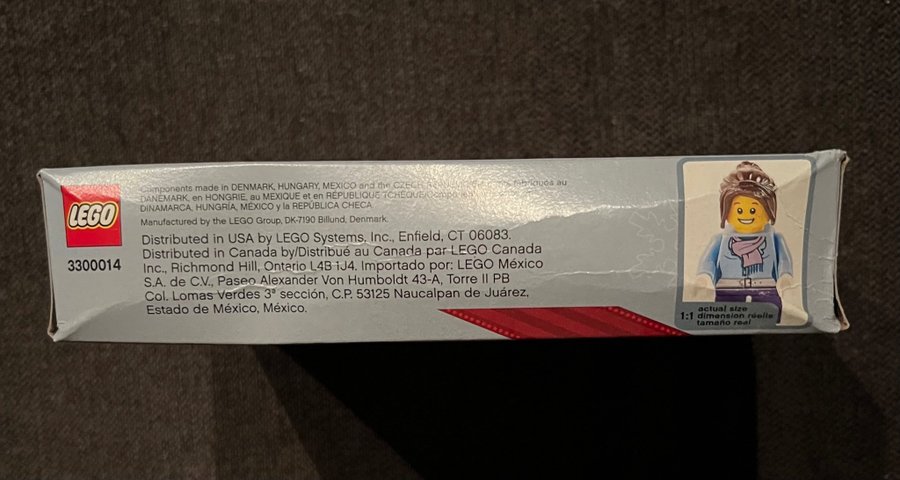 LEGO
3300014
Components made in DENMARK, HUNGARY, MEXICO and the CZECH fabriqués au
DANEMARK, en HONGRIE, au MEXIQUE et en RÉPUBLIQUE TCHÈQUE
DINAMARCA, HUNGRÍA, MÉXICO y la REPÚBLICA CHECA
Manufactured by the LEGO Group, DK-7190 Billund, Denmark.
Distributed in USA by LEGO Systems, Inc., Enfield, CT 06083.
Distributed in Canada by/Distribué au Canada par LEGO Canada
Inc., Richmond Hill, Ontario L4B 1J4. Importado por: LEGO México
S.A. de C.V., Paseo Alexander Von Humboldt 43-A, Torre II PB
Col. Lomas Verdes 3ª sección, C.P. 53125 Naucalpan de Juárez,
Estado de México, México.
1:1
actual size
dimension réelle
tamaño real